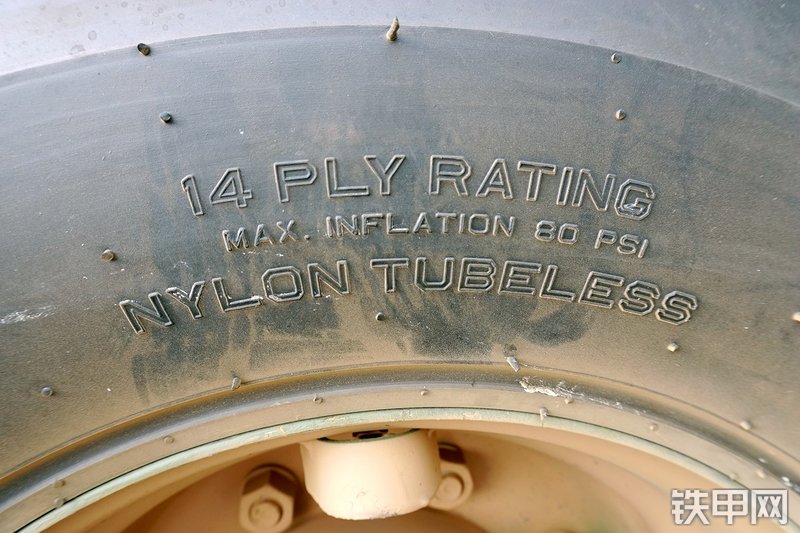 14 PLY RATING
MAX. INFLATION 80 PSI
NYLON TUBELESS
铁甲网